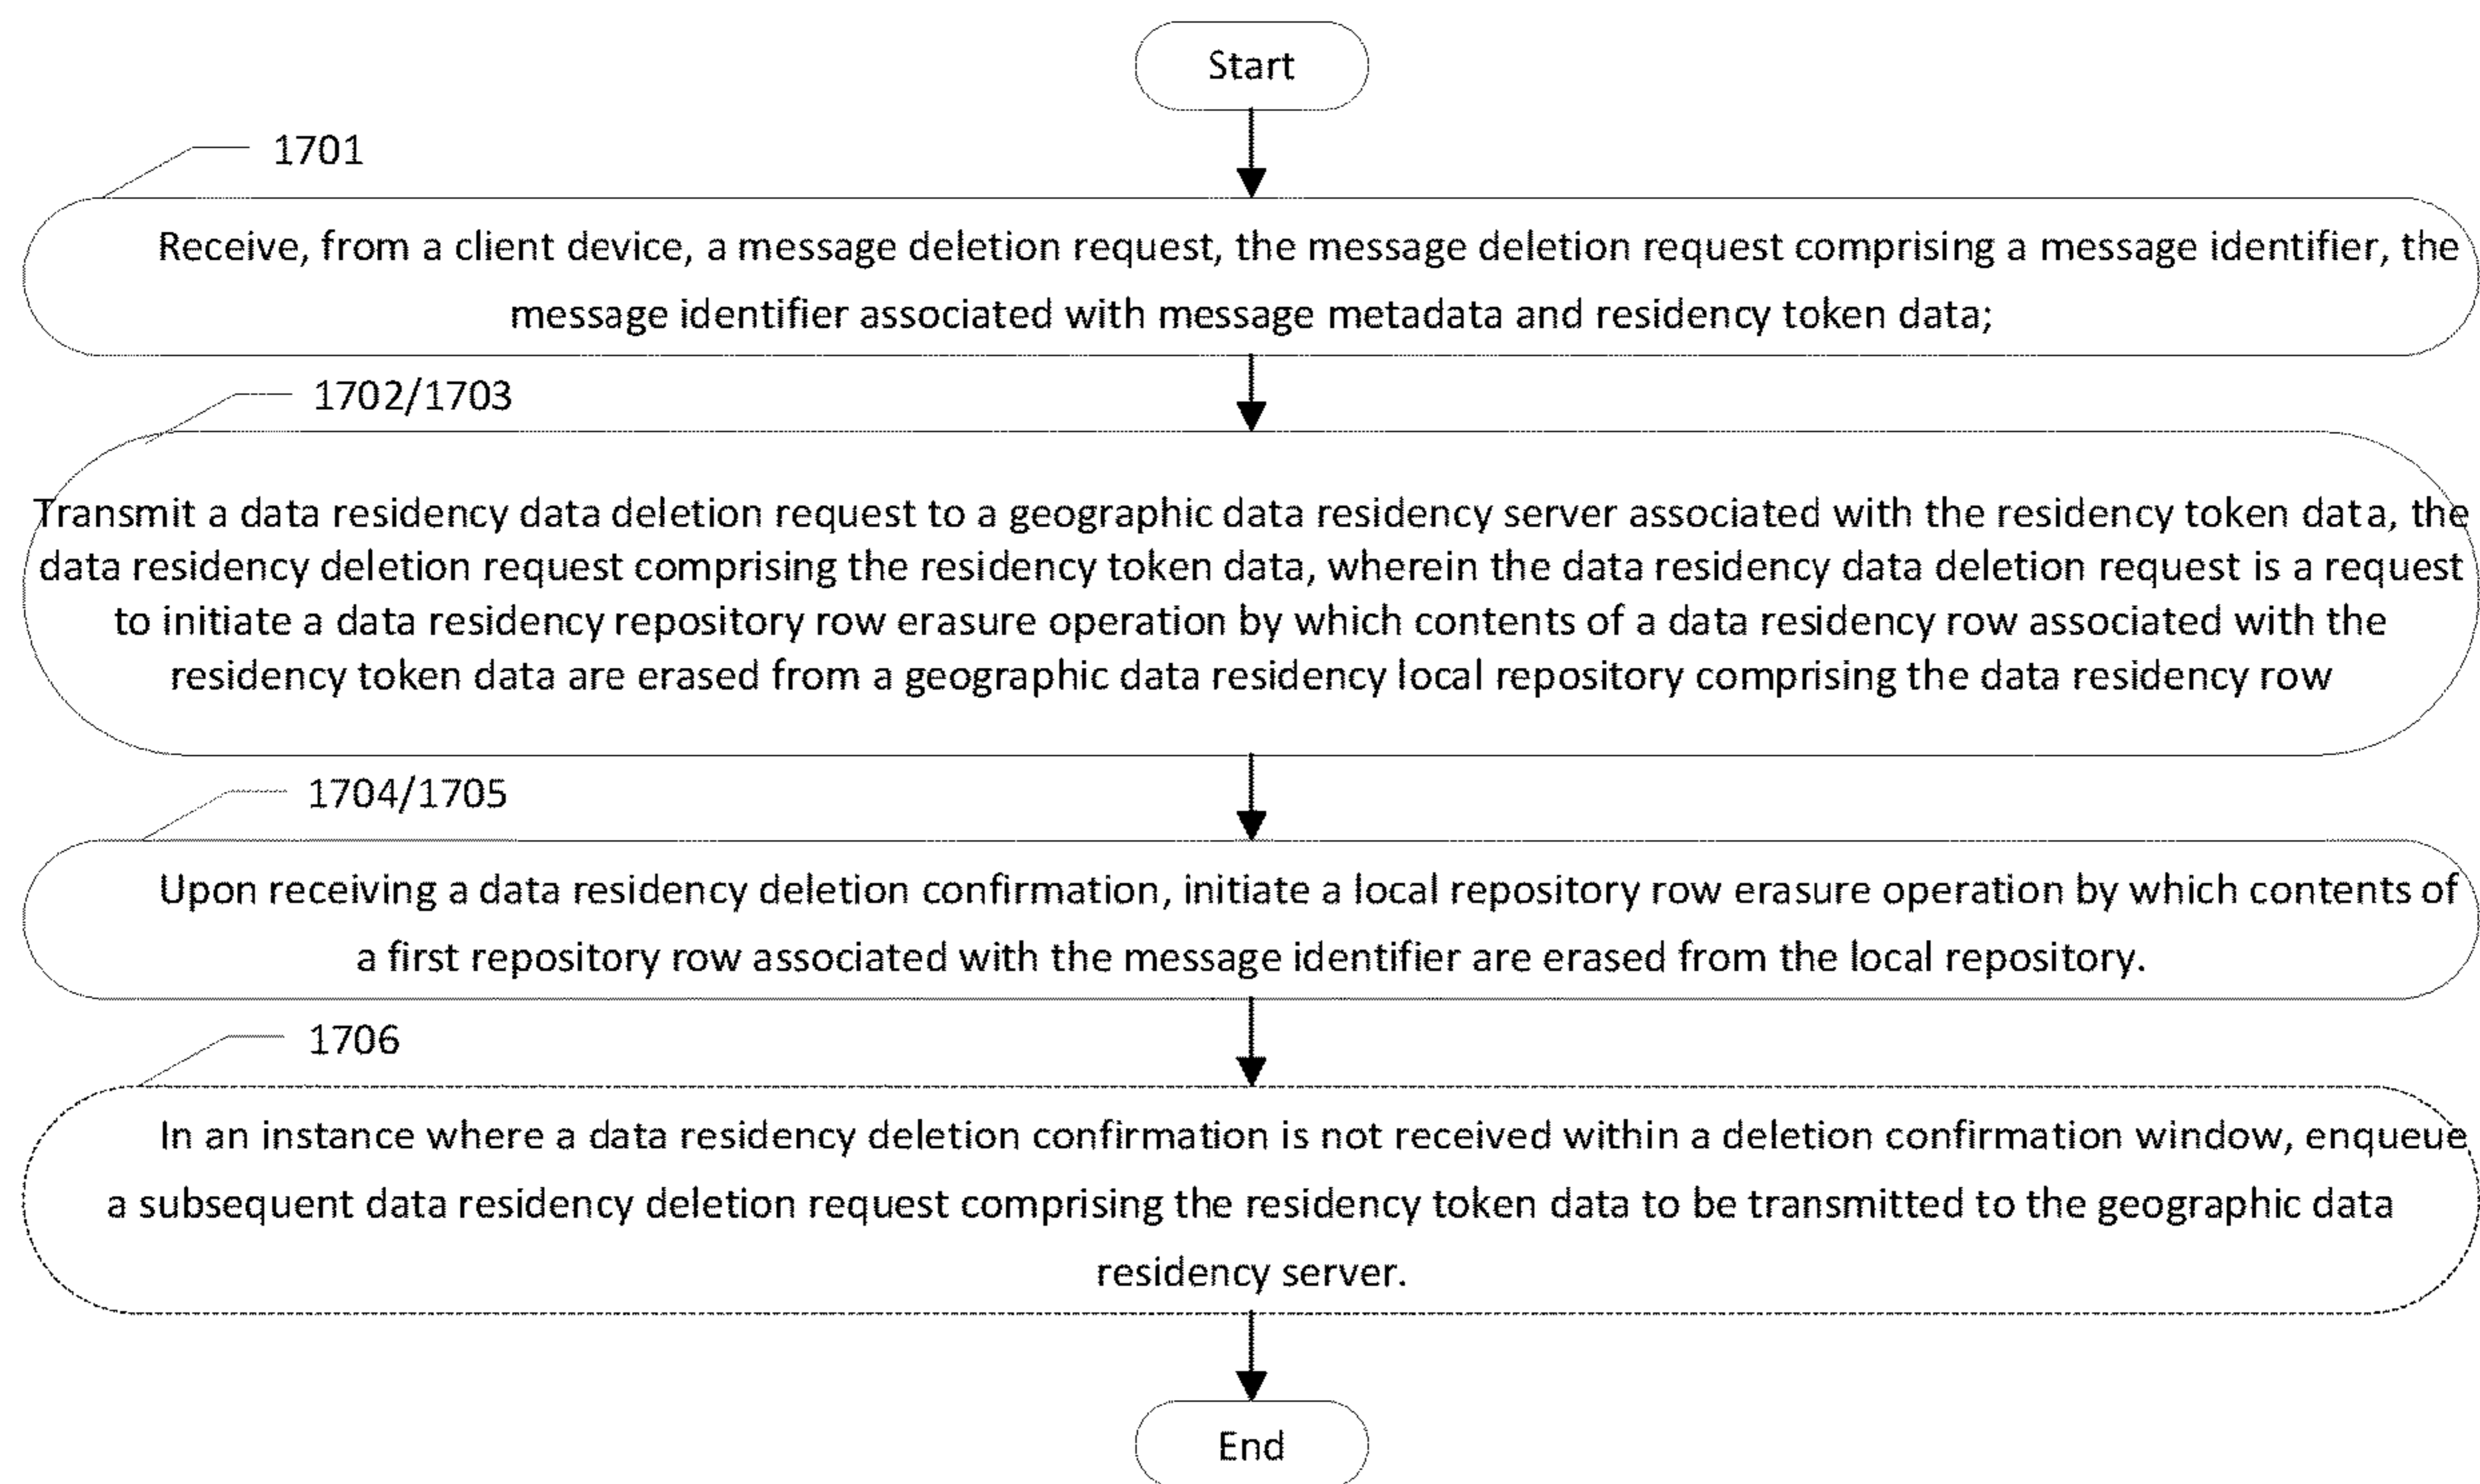 Start
1701
Receive, from a client device, a message deletion request, the message deletion request comprising a message identifier, the
message identifier associated with message metadata and residency token data;
1702/1703
Transmit a data residency data deletion request to a geographic data residency server associated with the residency token data, the
data residency deletion request comprising the residency token data, wherein the data residency data deletion request is a request
to initiate a data residency repository row erasure operation by which contents of a data residency row associated with the
residency token data are erased from a geographic data residency local repository comprising the data residency row
1704/1705
Upon receiving a data residency deletion confirmation, initiate a local repository row erasure operation by which contents of
a first repository row associated with the message identifier are erased from the local repository.
1706
In an instance where a data residency deletion confirmation is not received within a deletion confirmation window, enqueue
a subsequent data residency deletion request comprising the residency token data to be transmitted to the geographic data
residency server.
End